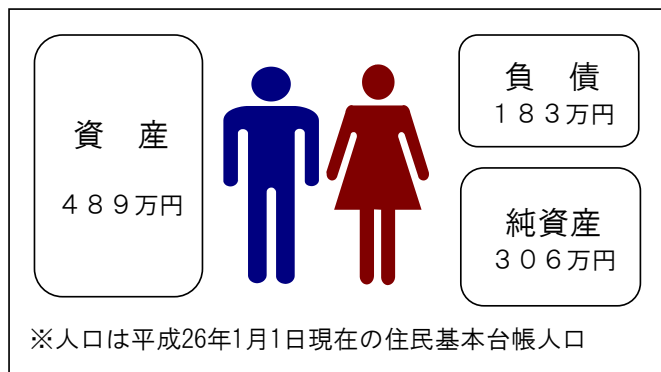 資　産
４８９万円
負　債
１８３万円
純資産
３０６万円
※人口は平成26年1月1日現在の住民基本台帳人口